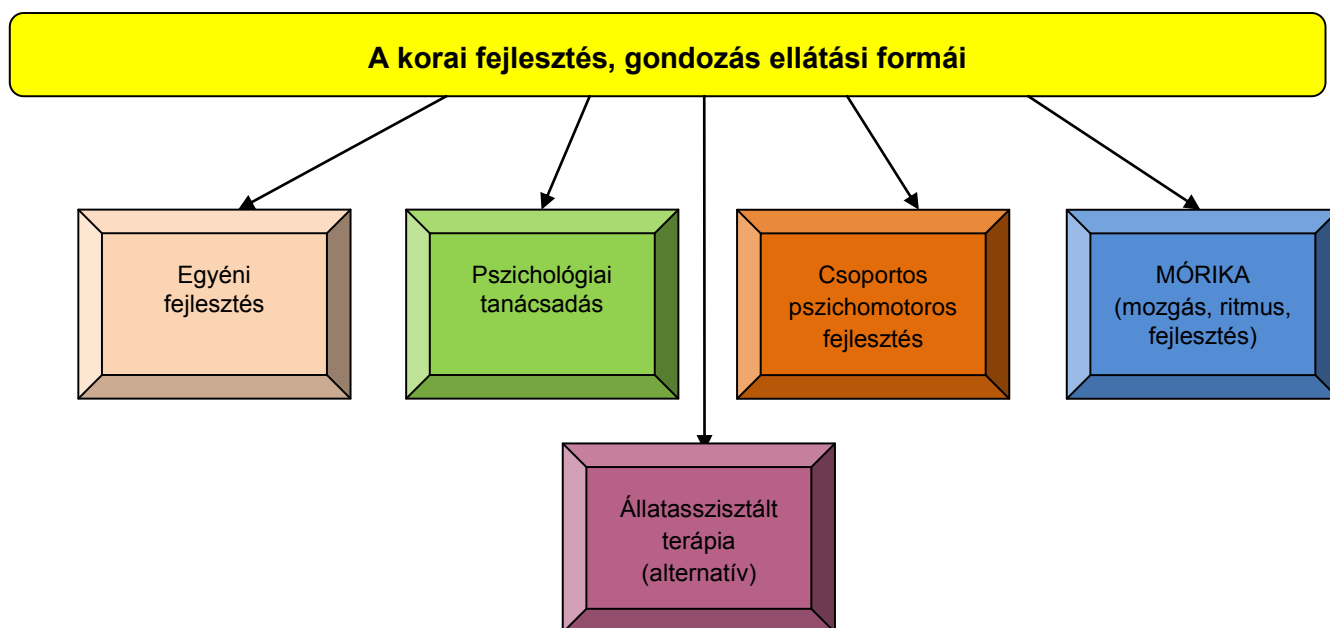 A korai fejlesztés, gondozás ellátási formái
Egyéni
fejlesztés
Pszichológiai
tanácsadás
Csoportos
pszichomotoros
fejlesztés
MÓRIKA
(mozgás, ritmus,
fejlesztés)
Állatasszisztált
terápia
(alternatív)